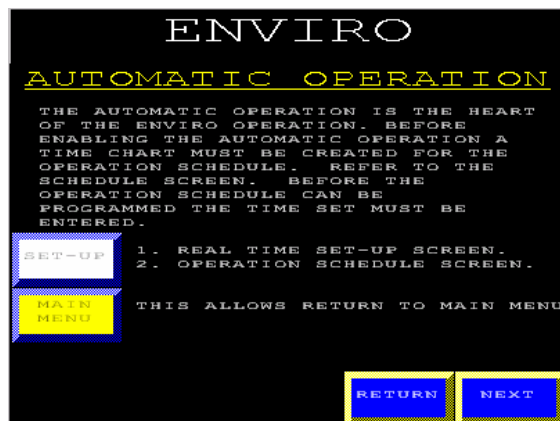 ENVIRO
AUTOMATIC OPERATION
THE AUTOMATIC OPERATION IS THE HEART
OF THE ENVIRO OPERATION. BEFORE
ENABLING THE AUTOMATIC OPERATION A
TIME CHART MUST BE CREATED FOR THE
OPERATION SCHEDULE. REFER TO THE
SCHEDULE SCREEN. BEFORE THE
OPERATION SCHEDULE CAN BE
PROGRAMMED THE TIME SET MUST BE
ENTERED.
SET-UP
1. REAL TIME SET-UP SCREEN.
2. OPERATION SCHEDULE SCREEN.
MAIN
MENU
THIS ALLOWS RETURN TO MAIN MENU
RETURN
NEXT